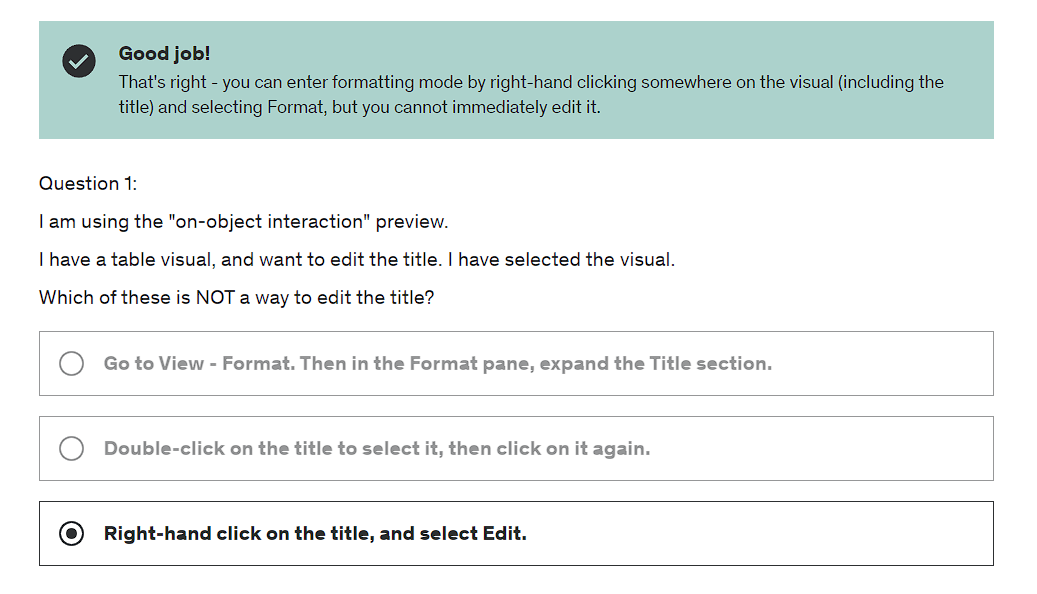 Good job!
That's right - you can enter formatting mode by right-hand clicking somewhere on the visual (including the
title) and selecting Format, but you cannot immediately edit it.
Question 1:
I am using the "on-object interaction" preview.
I have a table visual, and want to edit the title. I have selected the visual.
Which of these is NOT a way to edit the title?
Go to View - Format. Then in the Format pane, expand the Title section.
Double-click on the title to select it, then click on it again.
Right-hand click on the title, and select Edit.